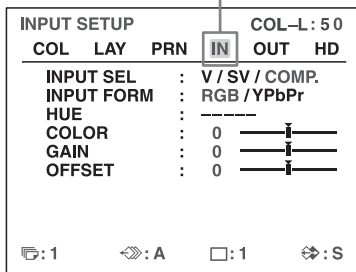 INPUT SETUP COL–L:50
COL LAY PRN IN OUT HD
INPUT SEL : V / SV / COMP.
INPUT FORM : RGB / YPbPr
HUE : –––––
COLOR : 0
GAIN : 0
OFFSET : 0
:1 :A :1 :S